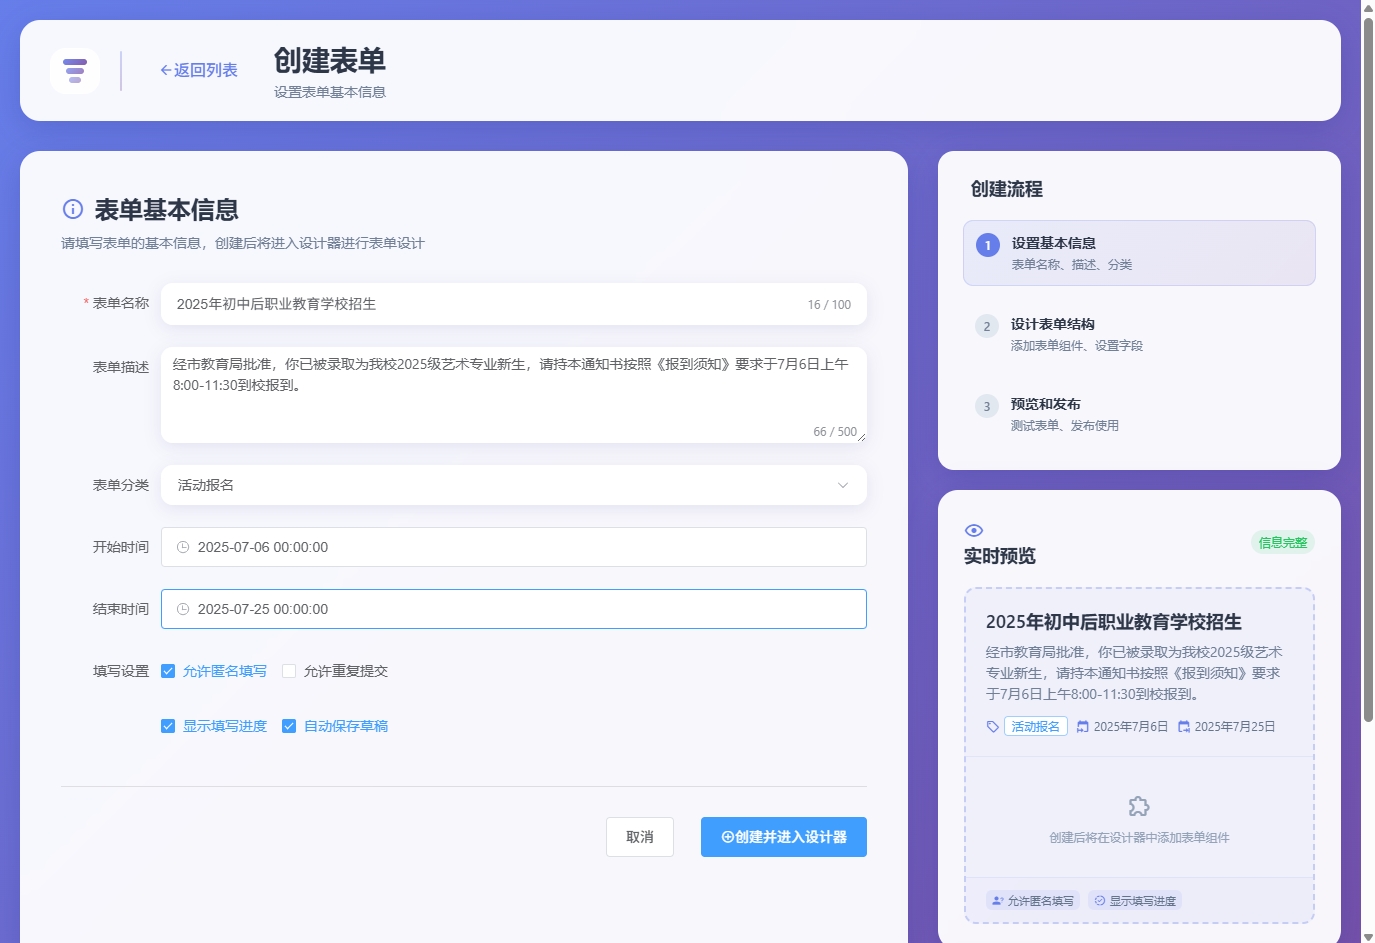 返回列表
创建表单
设置表单基本信息
表单基本信息
请填写表单的基本信息，创建后将进入设计器进行表单设计
* 表单名称
2025年初中后职业教育学校招生
16 / 100
表单描述
经市教育局批准，你已被录取为我校2025级艺术专业新生，请持本通知书按照《报到须知》要求于7月6日上午
8:00-11:30到校报到。
66 / 500
表单分类
活动报名
开始时间
2025-07-06 00:00:00
结束时间
2025-07-25 00:00:00
填写设置
允许匿名填写 允许重复提交
显示填写进度 自动保存草稿
取消
创建并进入设计器
创建流程
1 设置基本信息
表单名称、描述、分类
2 设计表单结构
添加表单组件、设置字段
3 预览和发布
测试表单、发布使用
实时预览
信息完整
2025年初中后职业教育学校招生
经市教育局批准，你已被录取为我校2025级艺术
专业新生，请持本通知书按照《报到须知》要求
于7月6日上午8:00-11:30到校报到。
活动报名 2025年7月6日 2025年7月25日
创建后将在设计器中添加表单组件
允许匿名填写 显示填写进度